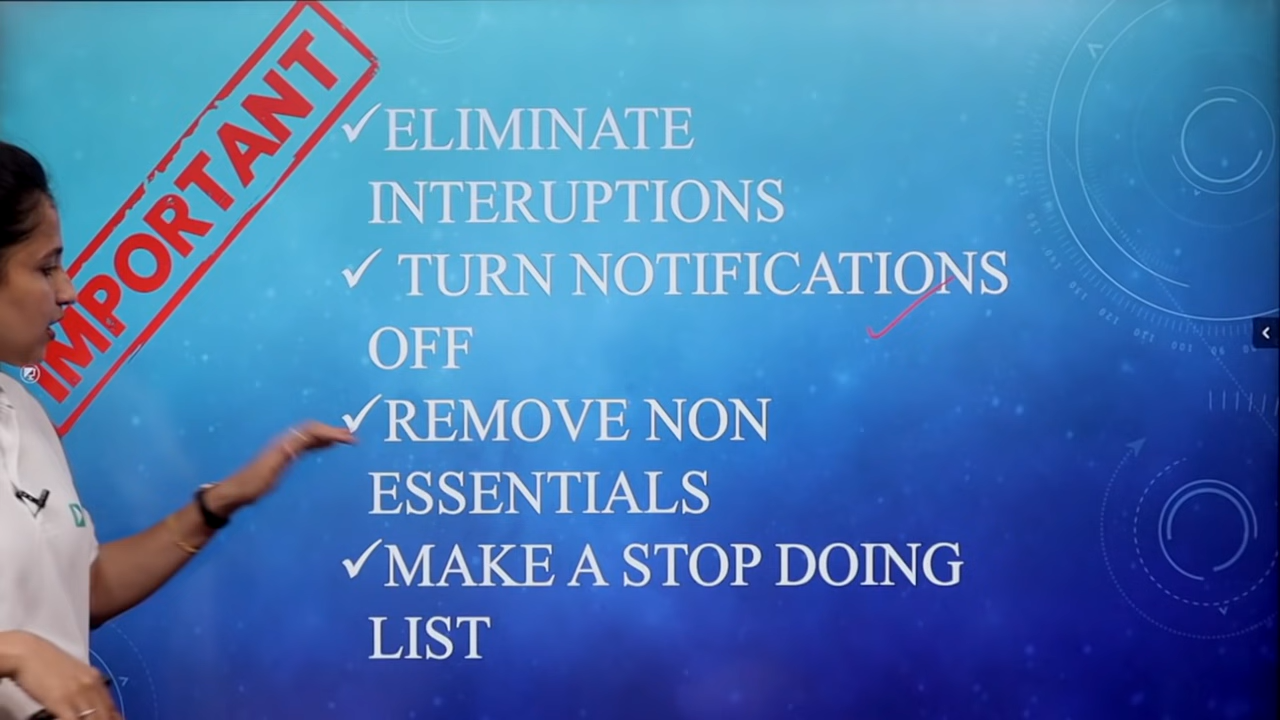 IMPORTANT
✓ELIMINATE
INTERUPTIONS
✓ TURN NOTIFICATIONS
OFF
✓REMOVE NON
ESSENTIALS
✓MAKE A STOP DOING
LIST